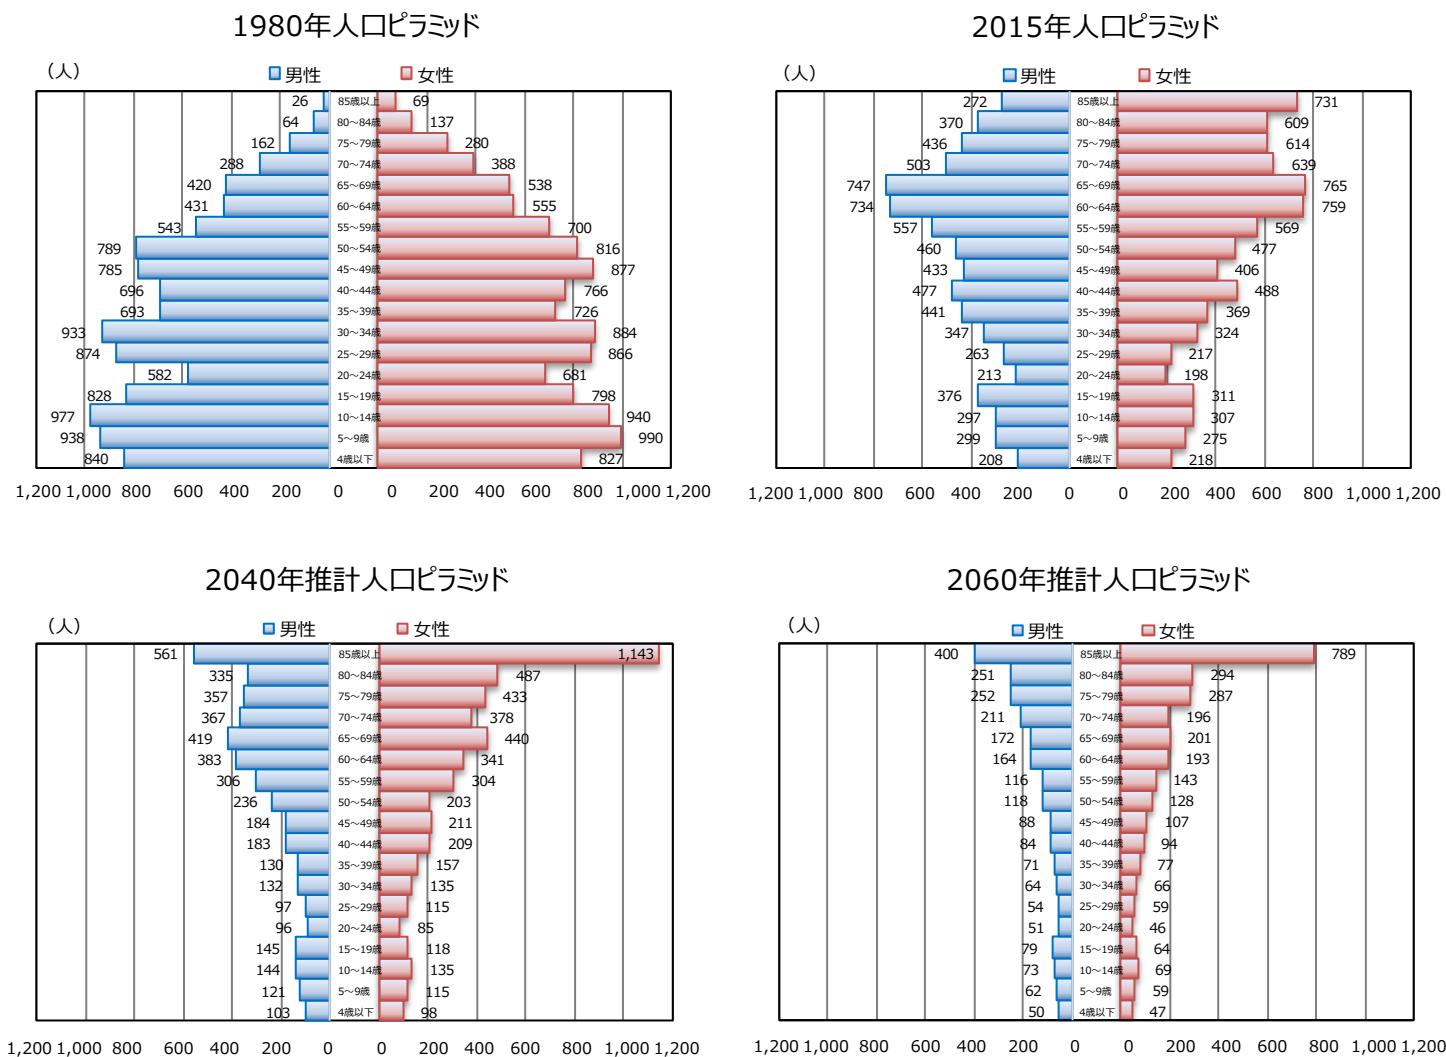 1980年人口ピラミッド
（人）
男性 女性
26 85歳以上 69
64 80～84歳 137
162 75～79歳 280
288 70～74歳 388
420 65～69歳 538
431 60～64歳 555
543 55～59歳 700
789 50～54歳 816
785 45～49歳 877
696 40～44歳 766
693 35～39歳 726
933 30～34歳 884
874 25～29歳 866
582 20～24歳 681
828 15～19歳 798
977 10～14歳 940
938 5～9歳 990
840 4歳以下 827
1,200 1,000 800 600 400 200 0 0 200 400 600 800 1,000 1,200
2015年人口ピラミッド
（人）
男性 女性
272 85歳以上 731
370 80～84歳 609
436 75～79歳 614
503 70～74歳 639
747 65～69歳 765
734 60～64歳 759
557 55～59歳 569
460 50～54歳 477
433 45～49歳 406
477 40～44歳 488
441 35～39歳 369
347 30～34歳 324
263 25～29歳 217
213 20～24歳 198
376 15～19歳 311
297 10～14歳 307
299 5～9歳 275
208 4歳以下 218
1,200 1,000 800 600 400 200 0 0 200 400 600 800 1,000 1,200
2040年推計人口ピラミッド
（人）
男性 女性
561 85歳以上 1,143
335 80～84歳 487
357 75～79歳 433
367 70～74歳 378
419 65～69歳 440
383 60～64歳 341
306 55～59歳 304
236 50～54歳 203
184 45～49歳 211
183 40～44歳 209
130 35～39歳 157
132 30～34歳 135
97 25～29歳 115
96 20～24歳 85
145 15～19歳 118
144 10～14歳 135
121 5～9歳 115
103 4歳以下 98
1,200 1,000 800 600 400 200 0 0 200 400 600 800 1,000 1,200
2060年推計人口ピラミッド
（人）
男性 女性
400 85歳以上 789
251 80～84歳 294
252 75～79歳 287
211 70～74歳 196
172 65～69歳 201
164 60～64歳 193
116 55～59歳 143
118 50～54歳 128
88 45～49歳 107
84 40～44歳 94
71 35～39歳 77
64 30～34歳 66
54 25～29歳 59
51 20～24歳 46
79 15～19歳 64
73 10～14歳 69
62 5～9歳 59
50 4歳以下 47
1,200 1,000 800 600 400 200 0 0 200 400 600 800 1,000 1,200